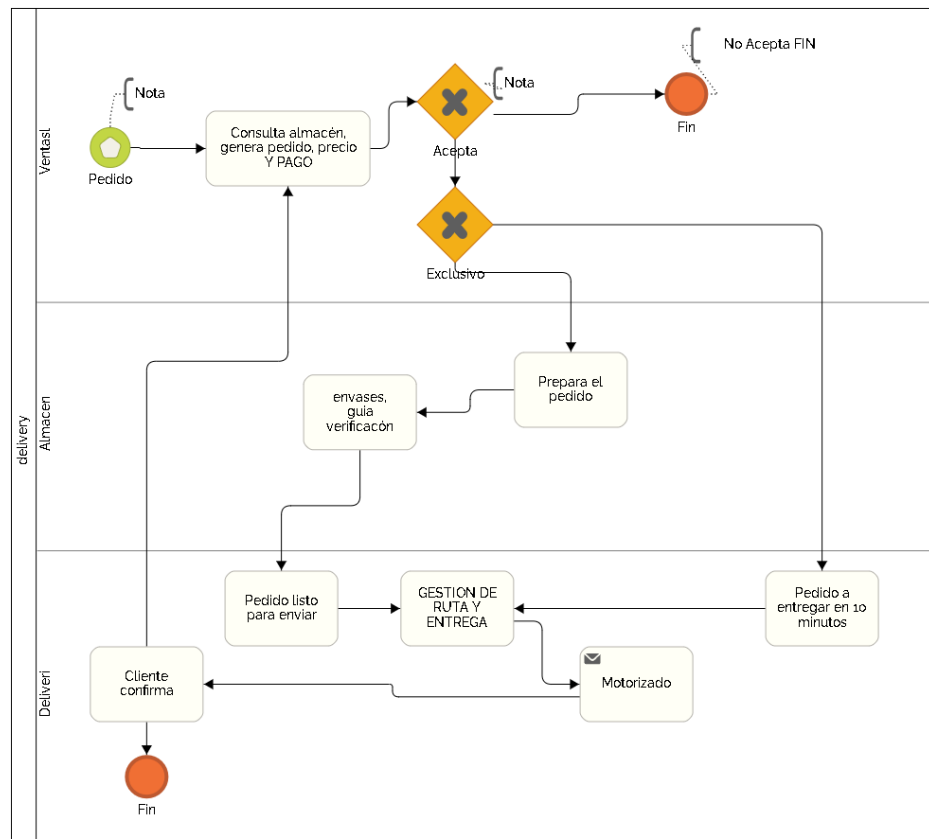 delivery
Ventasl
Nota
Pedido
Consulta almacén,
genera pedido, precio
Y PAGO
Acepta
Nota
No Acepta FIN
Fin
Exclusivo
Almacen
Prepara el
pedido
envases,
guia
verificacón
Deliveri
Pedido listo
para enviar
GESTION DE
RUTA Y
ENTREGA
Pedido a
entregar en 10
minutos
Cliente
confirma
Motorizado
Fin